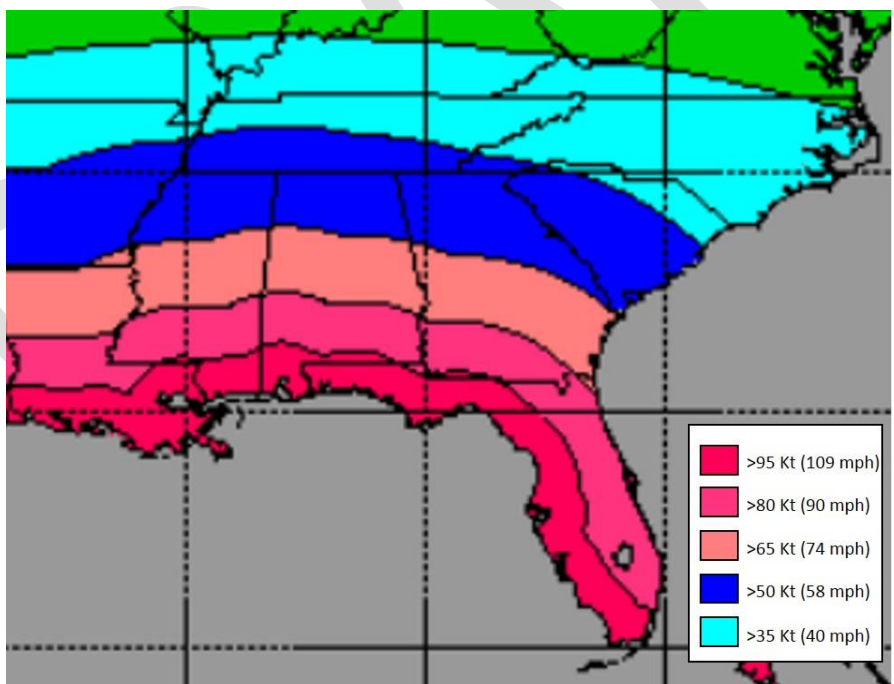 >95 Kt (109 mph)
>80 Kt (90 mph)
>65 Kt (74 mph)
>50 Kt (58 mph)
>35 Kt (40 mph)